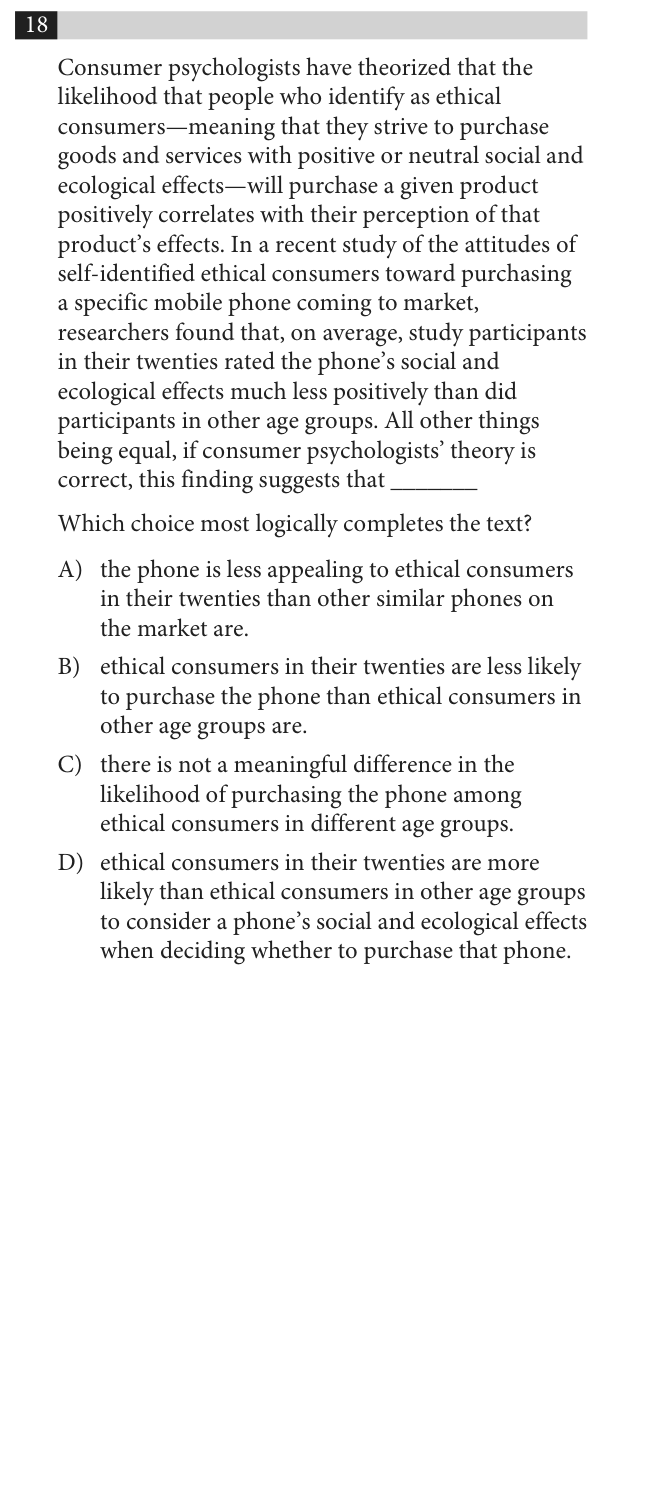 18
Consumer psychologists have theorized that the
likelihood that people who identify as ethical
consumers—meaning that they strive to purchase
goods and services with positive or neutral social and
ecological effects—will purchase a given product
positively correlates with their perception of that
product’s effects. In a recent study of the attitudes of
self-identified ethical consumers toward purchasing
a specific mobile phone coming to market,
researchers found that, on average, study participants
in their twenties rated the phone’s social and
ecological effects much less positively than did
participants in other age groups. All other things
being equal, if consumer psychologists’ theory is
correct, this finding suggests that _______
Which choice most logically completes the text?
A) the phone is less appealing to ethical consumers
in their twenties than other similar phones on
the market are.
B) ethical consumers in their twenties are less likely
to purchase the phone than ethical consumers in
other age groups are.
C) there is not a meaningful difference in the
likelihood of purchasing the phone among
ethical consumers in different age groups.
D) ethical consumers in their twenties are more
likely than ethical consumers in other age groups
to consider a phone’s social and ecological effects
when deciding whether to purchase that phone.